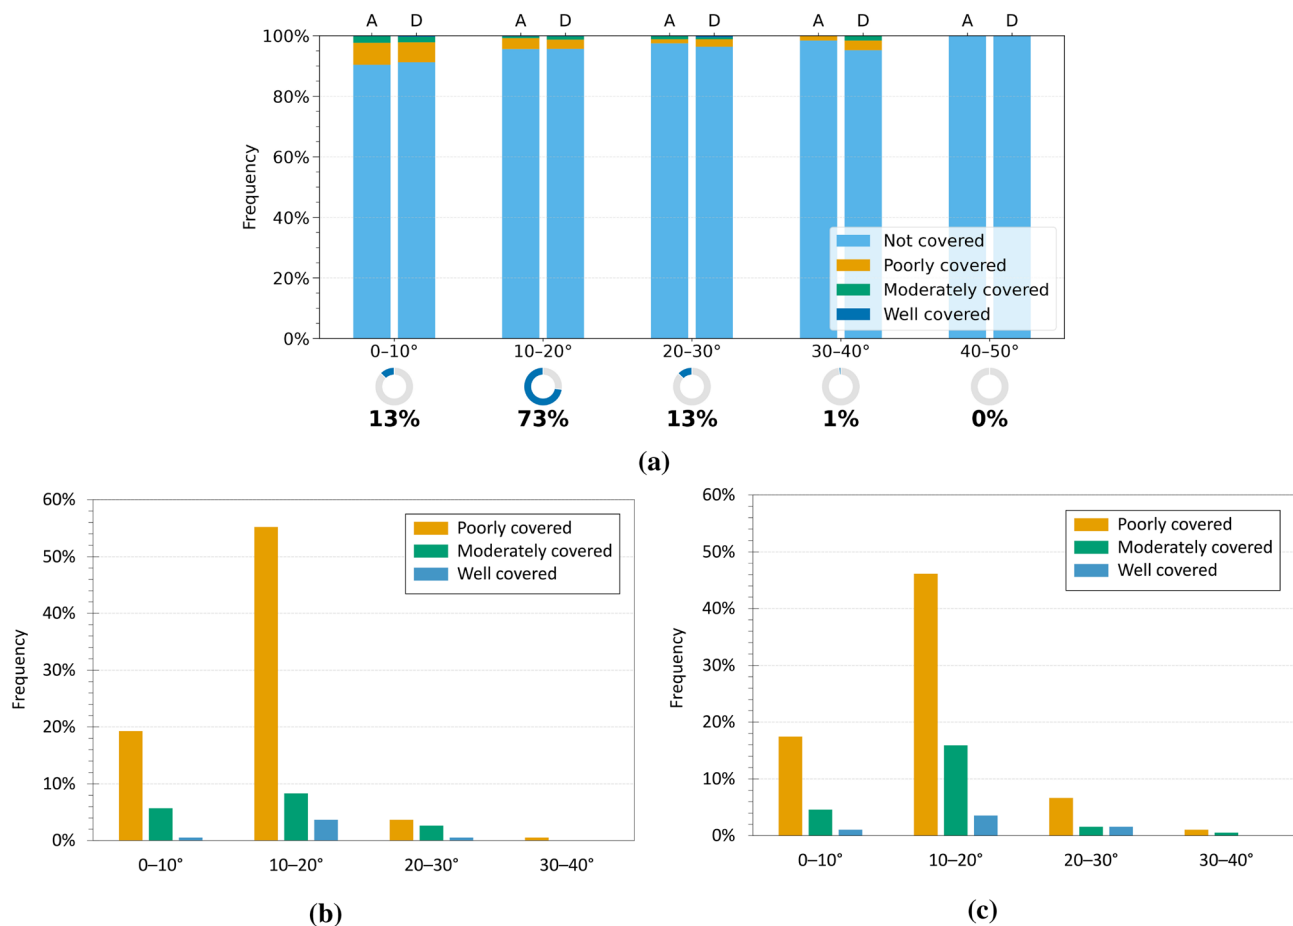 A D A D A D A D A D
100%
80%
60%
40%
20%
0%
Frequency
Not covered
Poorly covered
Moderately covered
Well covered
0–10° 10–20° 20–30° 30–40° 40–50°
13% 73% 13% 1% 0%
(a)
60%
50%
40%
30%
20%
10%
0%
Frequency
Poorly covered
Moderately covered
Well covered
0–10° 10–20° 20–30° 30–40°
(b)
60%
50%
40%
30%
20%
10%
0%
Frequency
Poorly covered
Moderately covered
Well covered
0–10° 10–20° 20–30° 30–40°
(c)